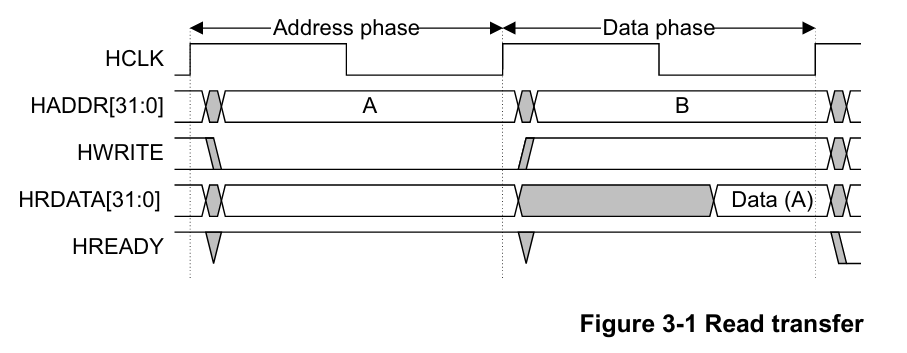 Address phase Data phase
HCLK
HADDR[31:0] A B
HWRITE
HRDATA[31:0] Data (A)
HREADY
Figure 3-1 Read transfer